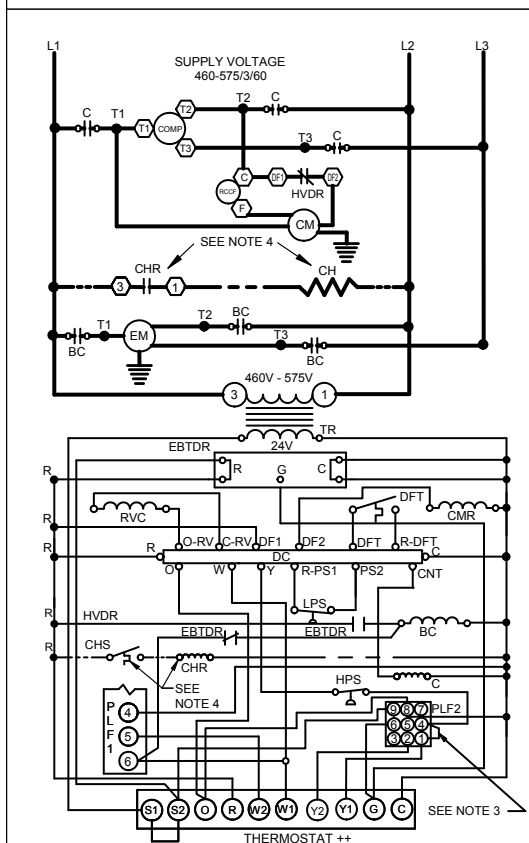 L1 L2 L3
SUPPLY VOLTAGE
460-575/3/60
C T1 T1 COMP T2 T2 C
T3 T3 C
C DF1 DF2
RCCF HVDR
F CM
SEE NOTE 4
CHR CH
3 1
T2 BC
T1 EM
BC T3 BC
460V - 575V
3 1
TR
EBTDR 24V
R R G C
RVC DFT CMR
R
O-RV C-RV DF1 DF2 DFT R-DFT
R R DC C
O W Y R-PS1 PS2 CNT
LPS
R HVDR
EBTDR EBTDR BC
R CHS
CHR C
SEE
NOTE 4
HPS
PLF1 4 5 6
9 8 7 PLF2
6 5 4
3 2 1
S1 S2 O R W2 W1 Y2 Y1 G C
SEE NOTE 3
THERMOSTAT ++